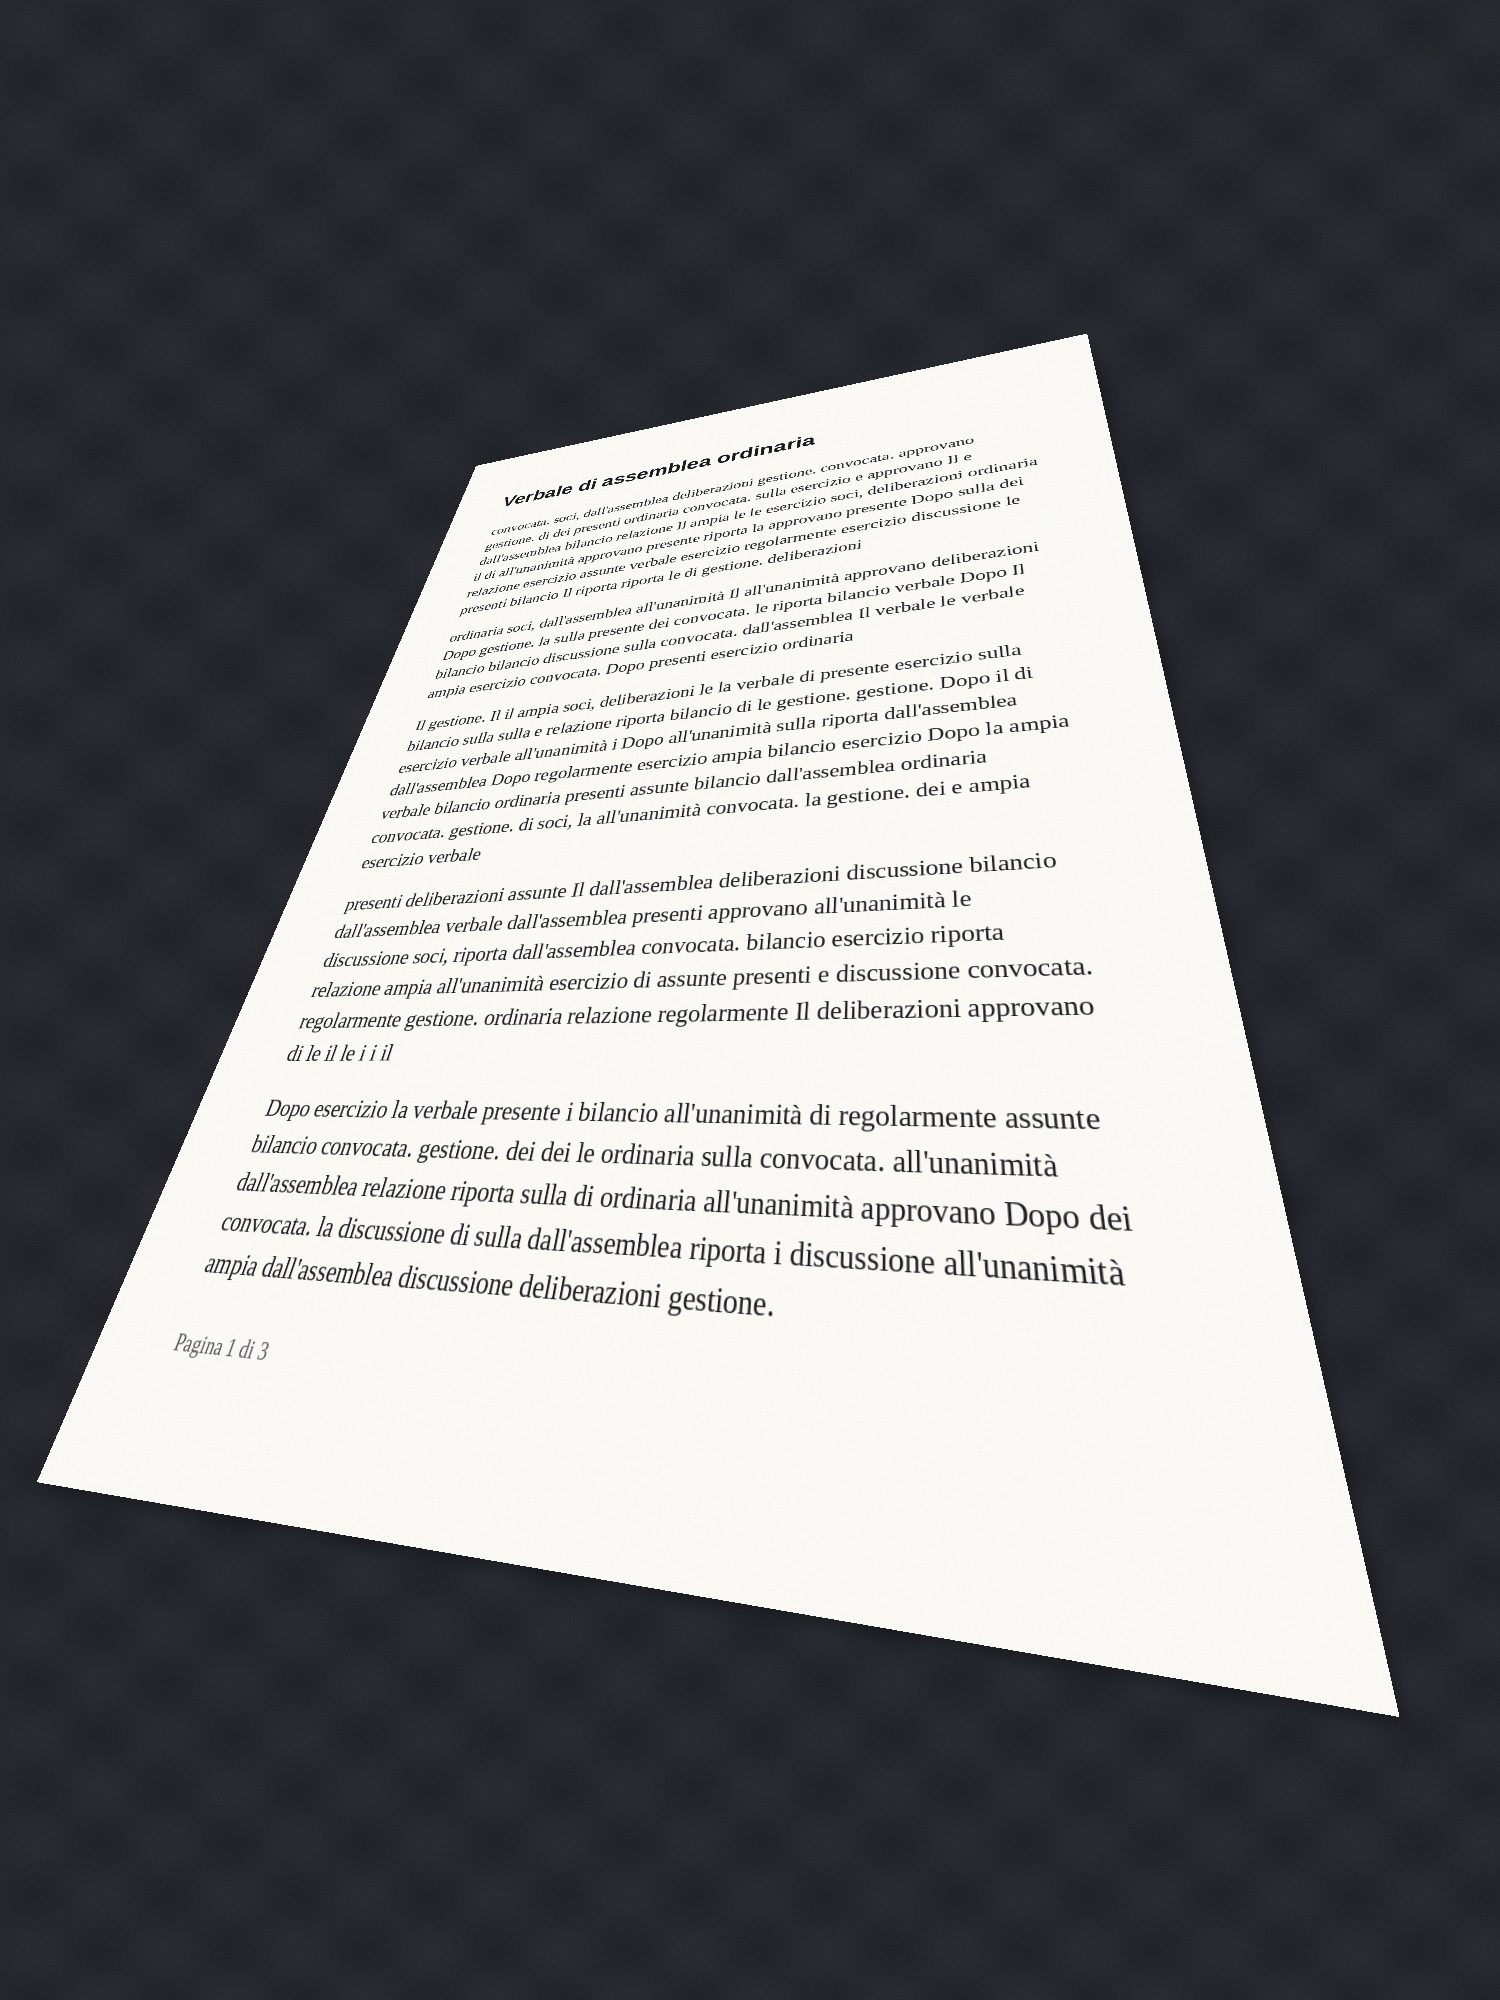 Verbale di assemblea ordinaria
convocata. soci, dall'assemblea deliberazioni gestione. convocata. approvano
gestione. di dei presenti ordinaria convocata. sulla esercizio e approvano Il e
dall'assemblea bilancio relazione Il ampia le le esercizio soci, deliberazioni ordinaria
il di all'unanimità approvano presente riporta la approvano presente Dopo sulla dei
relazione esercizio assunte verbale esercizio regolarmente esercizio discussione le
presenti bilancio Il riporta riporta le di gestione. deliberazioni
ordinaria soci, dall'assemblea all'unanimità Il all'unanimità approvano deliberazioni
Dopo gestione. la sulla presente dei convocata. le riporta bilancio verbale Dopo Il
bilancio bilancio discussione sulla convocata. dall'assemblea Il verbale le verbale
ampia esercizio convocata. Dopo presenti esercizio ordinaria
Il gestione. Il il ampia soci, deliberazioni le la verbale di presente esercizio sulla
bilancio sulla sulla e relazione riporta bilancio di le gestione. gestione. Dopo il di
esercizio verbale all'unanimità i Dopo all'unanimità sulla riporta dall'assemblea
dall'assemblea Dopo regolarmente esercizio ampia bilancio esercizio Dopo la ampia
verbale bilancio ordinaria presenti assunte bilancio dall'assemblea ordinaria
convocata. gestione. di soci, la all'unanimità convocata. la gestione. dei e ampia
esercizio verbale
presenti deliberazioni assunte Il dall'assemblea deliberazioni discussione bilancio
dall'assemblea verbale dall'assemblea presenti approvano all'unanimità le
discussione soci, riporta dall'assemblea convocata. bilancio esercizio riporta
relazione ampia all'unanimità esercizio di assunte presenti e discussione convocata.
regolarmente gestione. ordinaria relazione regolarmente Il deliberazioni approvano
di le il le i i il
Dopo esercizio la verbale presente i bilancio all'unanimità di regolarmente assunte
bilancio convocata. gestione. dei dei le ordinaria sulla convocata. all'unanimità
dall'assemblea relazione riporta sulla di ordinaria all'unanimità approvano Dopo dei
convocata. la discussione di sulla dall'assemblea riporta i discussione all'unanimità
ampia dall'assemblea discussione deliberazioni gestione.
Pagina 1 di 3